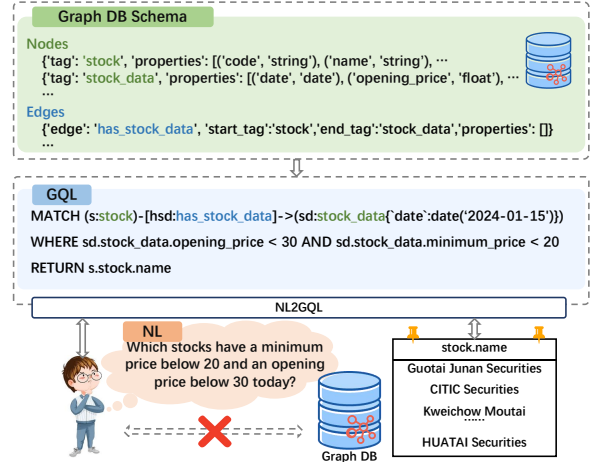 Graph DB Schema
Nodes
{'tag': 'stock', 'properties': [('code', 'string'), ('name', 'string'), ···
{'tag': 'stock_data', 'properties': [('date', 'date'), ('opening_price', 'float'), ···
···
Edges
{'edge': 'has_stock_data', 'start_tag':'stock','end_tag':'stock_data','properties': []}
···
GQL
MATCH (s:stock)-[hsd:has_stock_data]->(sd:stock_data{`date`:date('2024-01-15')})
WHERE sd.stock_data.opening_price < 30 AND sd.stock_data.minimum_price < 20
RETURN s.stock.name
NL2GQL
NL
Which stocks have a minimum
price below 20 and an opening
price below 30 today?
Graph DB
stock.name
Guotai Junan Securities
CITIC Securities
Kweichow Moutai
······
HUATAI Securities